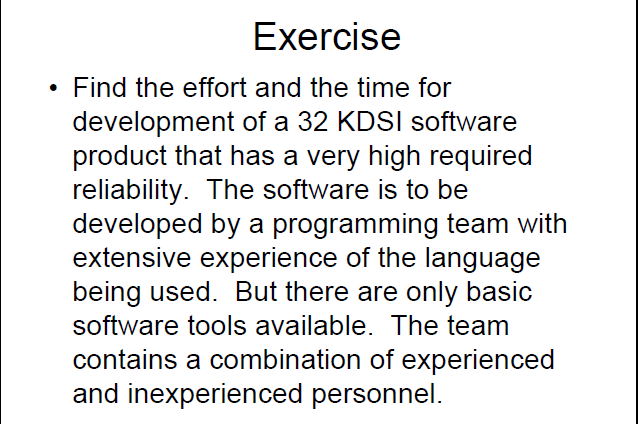 Exercise
• Find the effort and the time for
development of a 32 KDSI software
product that has a very high required
reliability.  The software is to be
developed by a programming team with
extensive experience of the language
being used.  But there are only basic
software tools available.  The team
contains a combination of experienced
and inexperienced personnel.